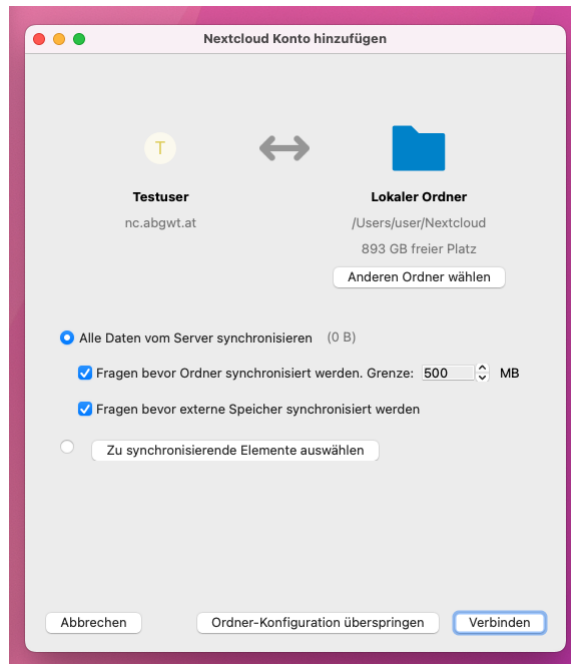 Nextcloud Konto hinzufügen
T
Testuser
nc.abgwt.at
Lokaler Ordner
/Users/user/Nextcloud
893 GB freier Platz
Anderen Ordner wählen
Alle Daten vom Server synchronisieren (0 B)
Fragen bevor Ordner synchronisiert werden. Grenze: 500 MB
Fragen bevor externe Speicher synchronisiert werden
Zu synchronisierende Elemente auswählen
Abbrechen Ordner-Konfiguration überspringen Verbinden